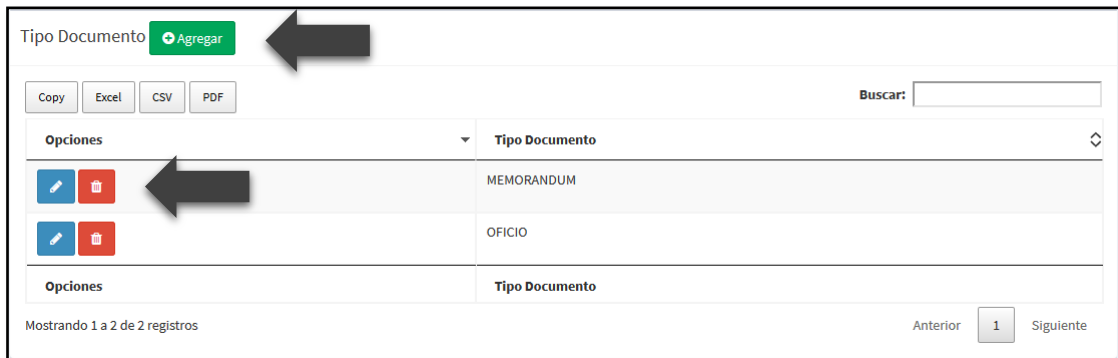 Tipo Documento Agregar
Copy Excel CSV PDF Buscar:
Opciones Tipo Documento
MEMORANDUM
OFICIO
Opciones Tipo Documento
Mostrando 1 a 2 de 2 registros Anterior 1 Siguiente